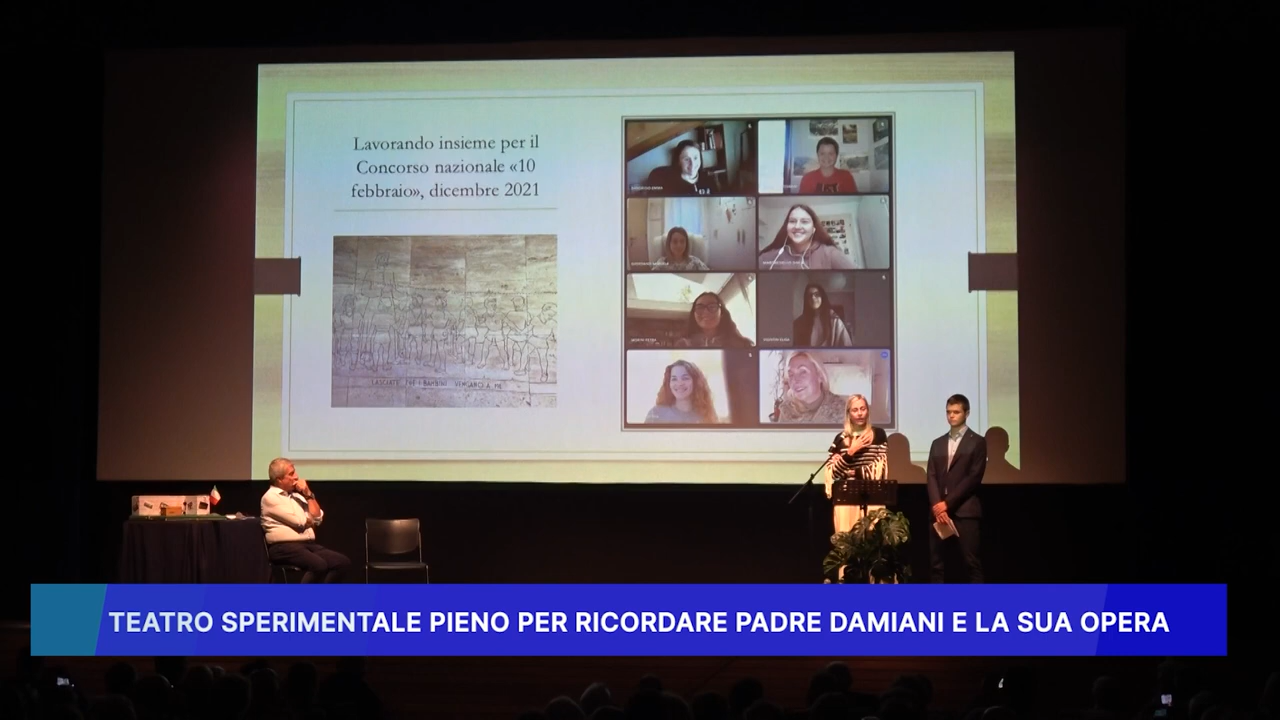 Lavorando insieme per il
Concorso nazionale «10
febbraio», dicembre 2021
LASCIATE CHE I BAMBINI VENGANO A ME
TEATRO SPERIMENTALE PIENO PER RICORDARE PADRE DAMIANI E LA SUA OPERA